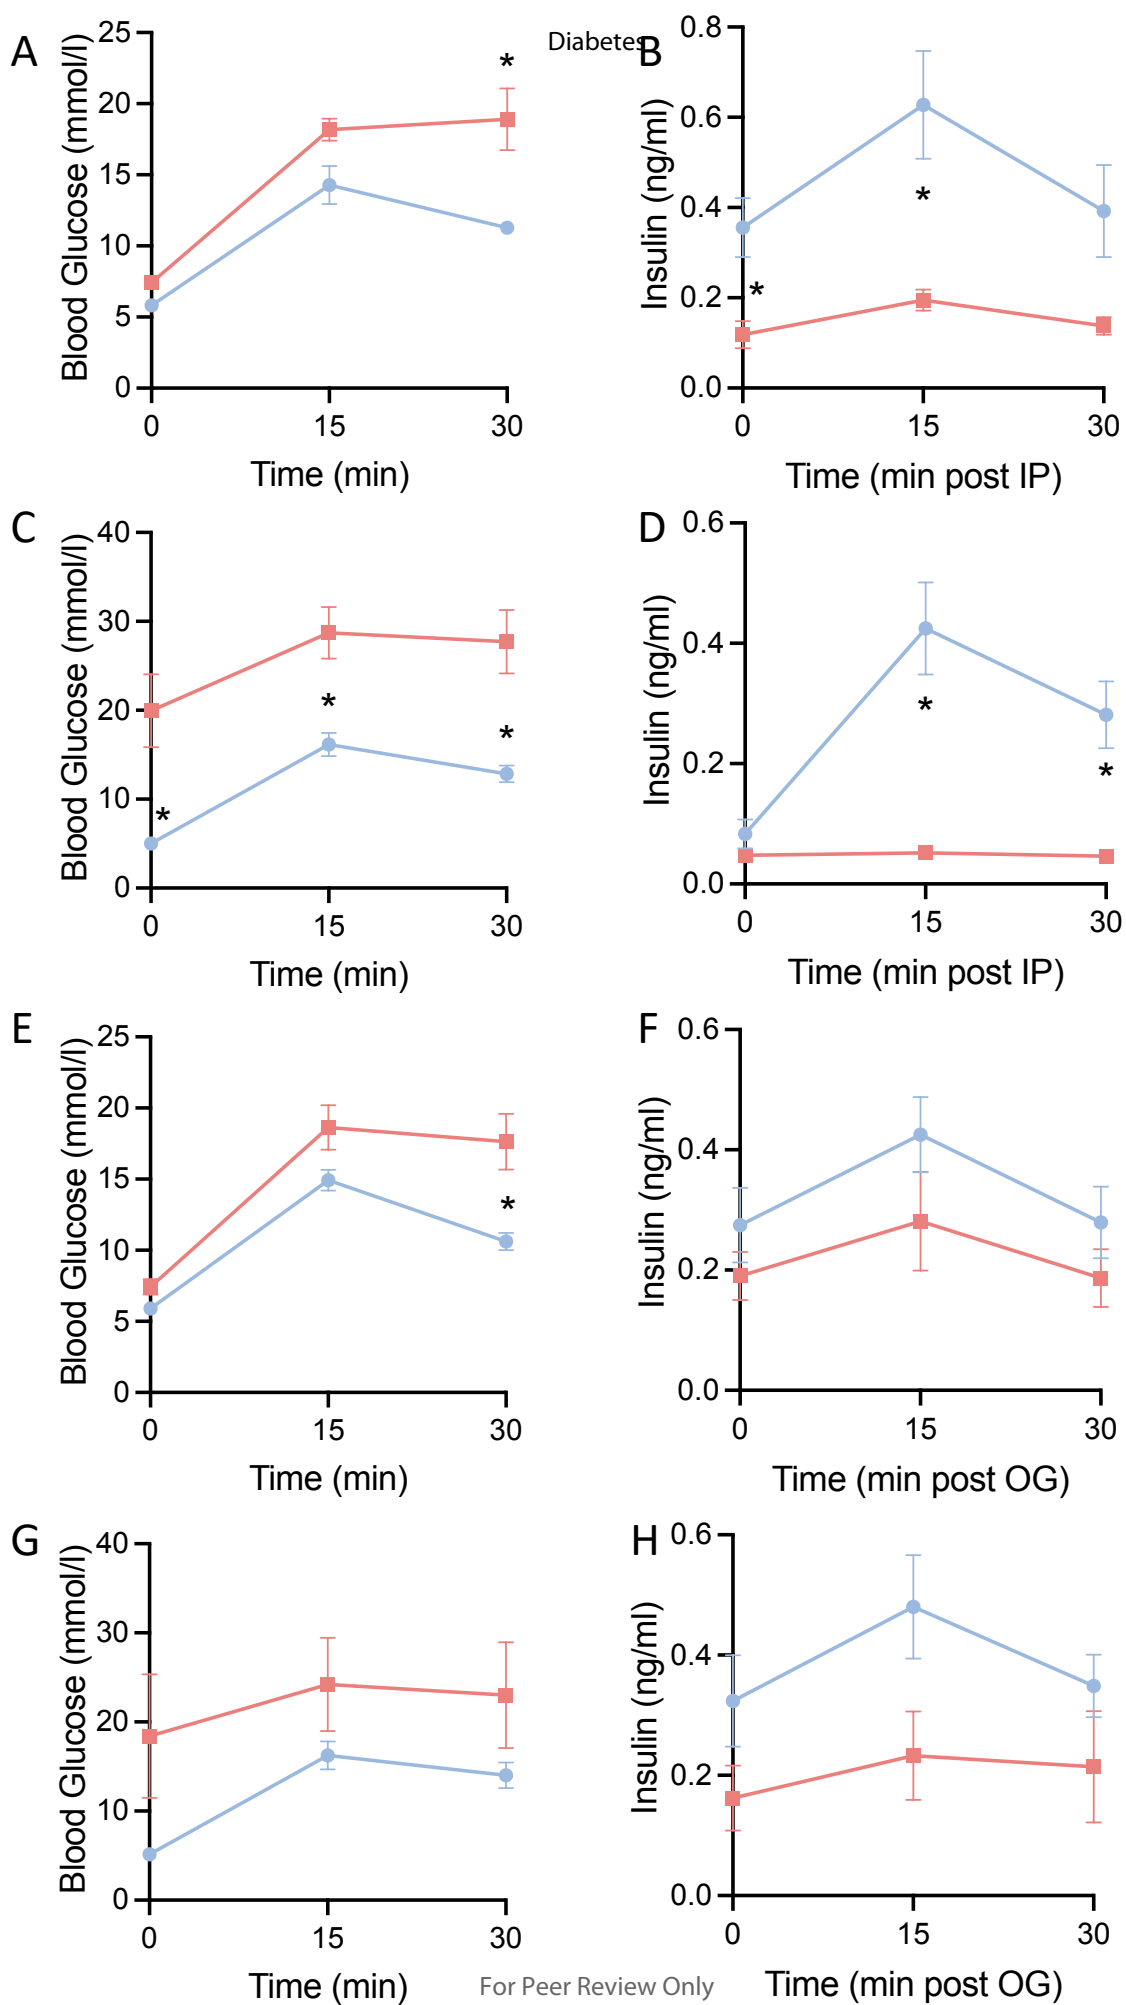 Diabetes
A
Blood Glucose (mmol/l)
25
20
15
10
5
0
*
0 15 30
Time (min)
B
Insulin (ng/ml)
0.8
0.6
0.4
0.2
0.0
*
*
0 15 30
Time (min post IP)
C
Blood Glucose (mmol/l)
40
30
20
10
0
*
*
*
0 15 30
Time (min)
D
Insulin (ng/ml)
0.6
0.4
0.2
0.0
*
*
0 15 30
Time (min post IP)
E
Blood Glucose (mmol/l)
25
20
15
10
5
0
*
0 15 30
Time (min)
F
Insulin (ng/ml)
0.6
0.4
0.2
0.0
0 15 30
Time (min post OG)
G
Blood Glucose (mmol/l)
40
30
20
10
0
0 15 30
Time (min)
H
Insulin (ng/ml)
0.6
0.4
0.2
0.0
0 15 30
Time (min post OG)
For Peer Review Only